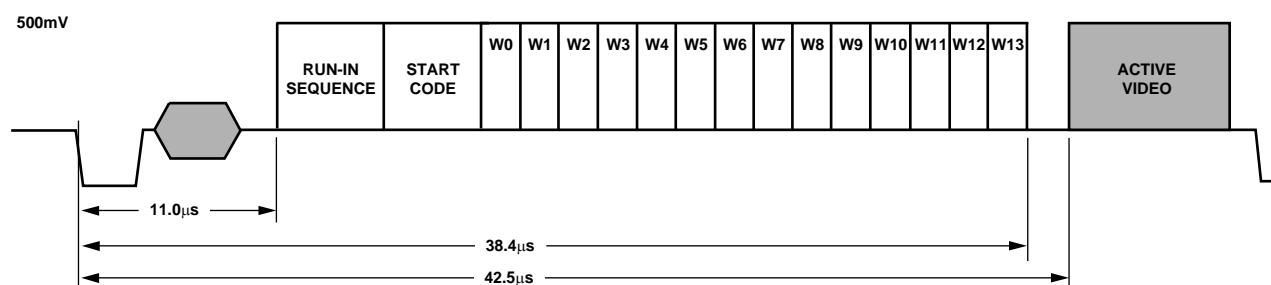 500mV
RUN-IN
SEQUENCE
START
CODE
W0 W1 W2 W3 W4 W5 W6 W7 W8 W9 W10 W11 W12 W13
ACTIVE
VIDEO
11.0μs
38.4μs
42.5μs